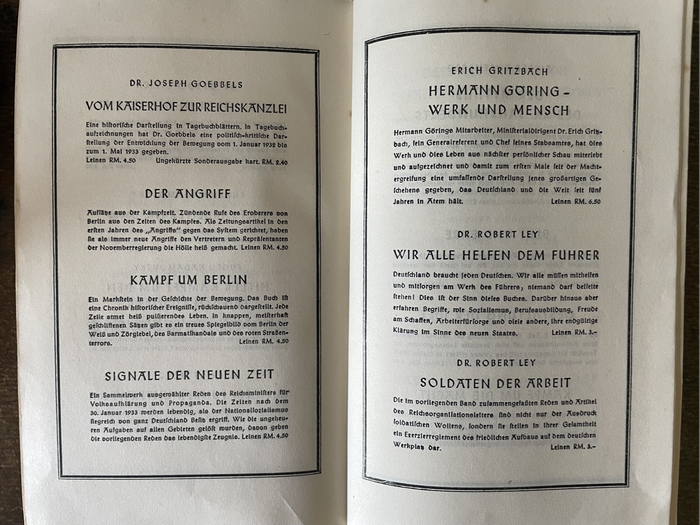 DR. JOSEPH GOEBBELS
VOM KAISERHOF ZUR REICHSKANZLEI
Eine historische Darstellung in Tagebuchblättern. In Tagebuch-
aufzeichnungen hat Dr. Goebbels eine politisch-kritische Dar-
stellung der Entwicklung der Bewegung vom 1. Januar 1932 bis
zum 1. Mai 1933 gegeben.
Leinen RM. 4.50 Ungekürzte Sonderausgabe kart. RM. 2.40
DER ANGRIFF
Aufsätze aus der Kampfzeit. Zündende Rufe des Eroberers von
Berlin aus den Zeiten des Kampfes. Als Zeitungsartikel in den
ersten Jahren des „Angriffs“ gegen das System gerichtet, haben
sie als immer neue Angriffe den Vertretern und Repräsentanten
der Novemberregierung die Hölle heiß gemacht. Leinen RM. 4.50
KAMPF UM BERLIN
Ein Markstein in der Geschichte der Bewegung. Das Buch ist
eine Chronik historischer Ereignisse, rückschauend dargestellt. Jede
Zeile atmet heiß pulsierendes Leben. In knappen, meisterhaft
geschliffenen Sätzen gibt es ein treues Spiegelbild vom Berlin der
Weiß und Zörgiebel, des Barmatskandals und des roten Straßen-
terrors. Leinen RM. 4.50
SIGNALE DER NEUEN ZEIT
Ein Sammelwerk ausgewählter Reden des Reichsministers für
Volksaufklärung und Propaganda. Die Zeiten nach dem
30. Januar 1933 werden lebendig, als der Nationalsozialismus
siegreich von ganz Deutschland Besitz ergriff. Wie die ungeheu-
ren Aufgaben auf allen Gebieten gelöst wurden, davon geben
die vorliegenden Reden das lebendigste Zeugnis. Leinen RM. 4.50
ERICH GRITZBACH
HERMANN GÖRING –
WERK UND MENSCH
Hermann Görings Mitarbeiter, Ministerialdirigent Dr. Erich Gritz-
bach, sein Generalreferent und Chef seines Stabsamtes, hat dies
Werk und dies Leben aus nächster persönlicher Schau miterlebt
und aufgezeichnet und damit zum ersten Male seit der Macht-
ergreifung eine umfassende Darstellung jenes großartigen Ge-
schehens gegeben, das Deutschland und die Welt seit fünf
Jahren in Atem hält. Leinen RM. 6.50
DR. ROBERT LEY
WIR ALLE HELFEN DEM FÜHRER
Deutschland braucht jeden Deutschen. Wir alle müssen mithelfen
und mitsorgen am Werk des Führers, niemand darf beiseite
stehen! Dies ist der Sinn dieses Buches. Darüber hinaus aber
erfahren Begriffe, wie Sozialismus, Berufsausbildung, Freude
am Schaffen, Arbeiterfürsorge und viele andere, ihre endgültige
Klärung im Sinne des neuen Staates. Leinen RM. 3.–
DR. ROBERT LEY
SOLDATEN DER ARBEIT
Die im vorliegenden Band zusammengefaßten Reden und Artikel
des Reichsorganisationsleiters sind nicht nur der Ausdruck
soldatischen Wollens, sondern sie stellen in ihrer Gesamtheit
ein Exerzierreglement des friedlichen Aufbaus auf dem deutschen
Werkplatz dar. Leinen RM. 3.–